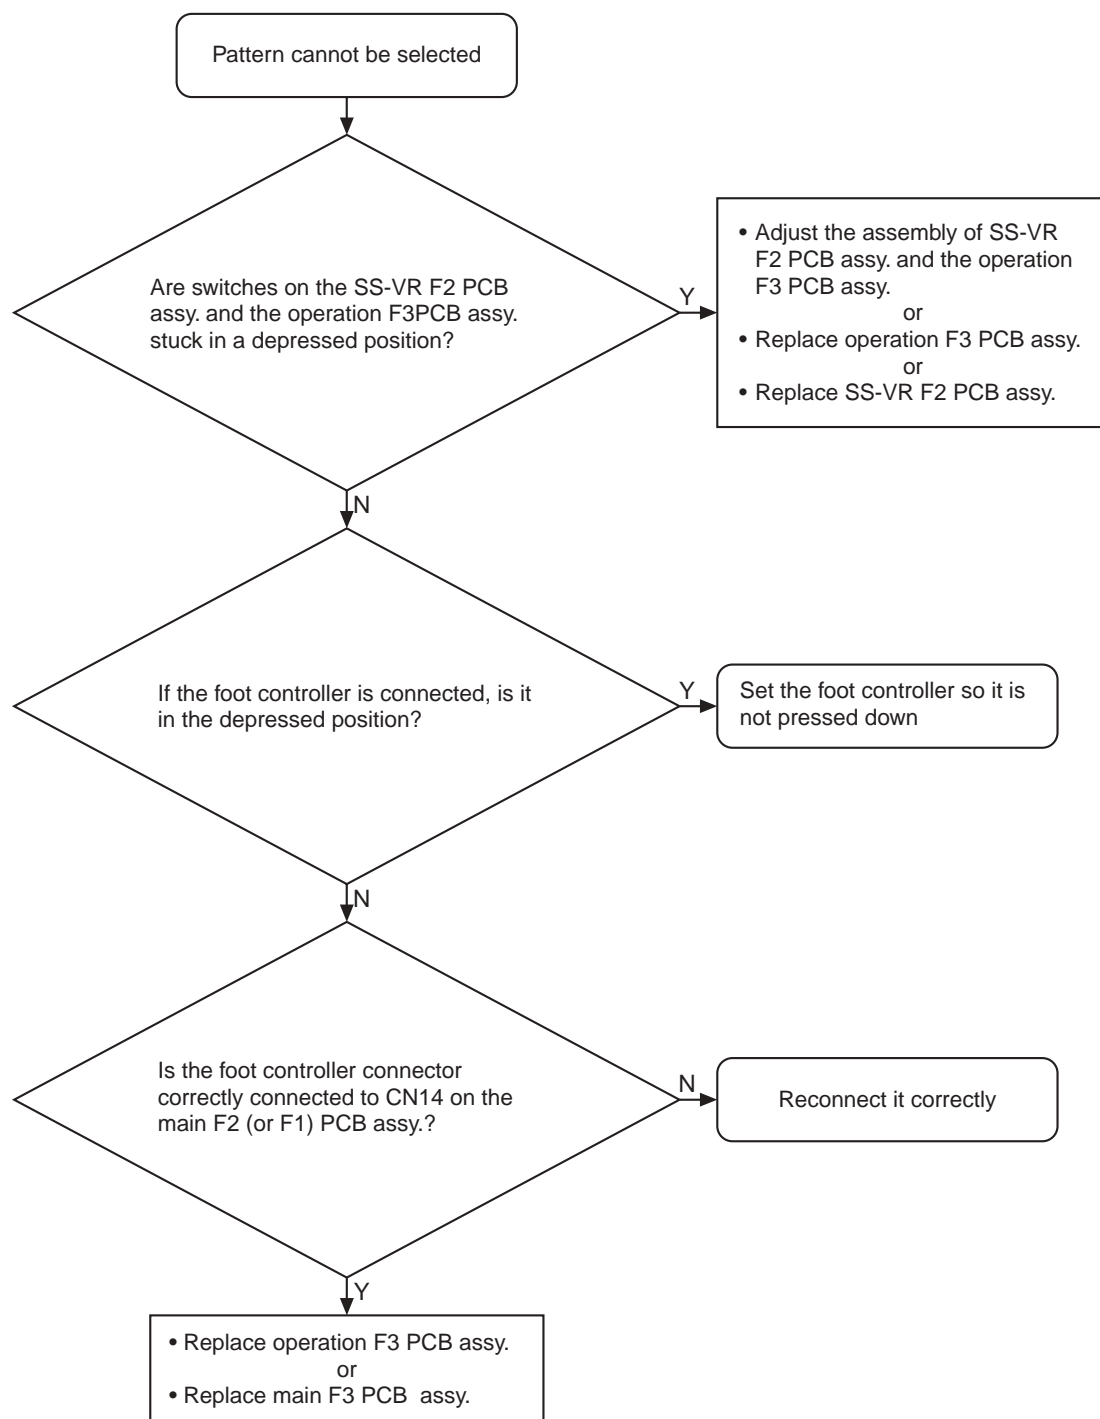 Pattern cannot be selected
Are switches on the SS-VR F2 PCB
assy. and the operation F3PCB assy.
stuck in a depressed position?
Y
• Adjust the assembly of SS-VR
F2 PCB assy. and the operation
F3 PCB assy.
or
• Replace operation F3 PCB assy.
or
• Replace SS-VR F2 PCB assy.
N
If the foot controller is connected, is it
in the depressed position?
Y
Set the foot controller so it is
not pressed down
N
Is the foot controller connector
correctly connected to CN14 on the
main F2 (or F1) PCB assy.?
N
Reconnect it correctly
Y
• Replace operation F3 PCB assy.
or
• Replace main F3 PCB  assy.